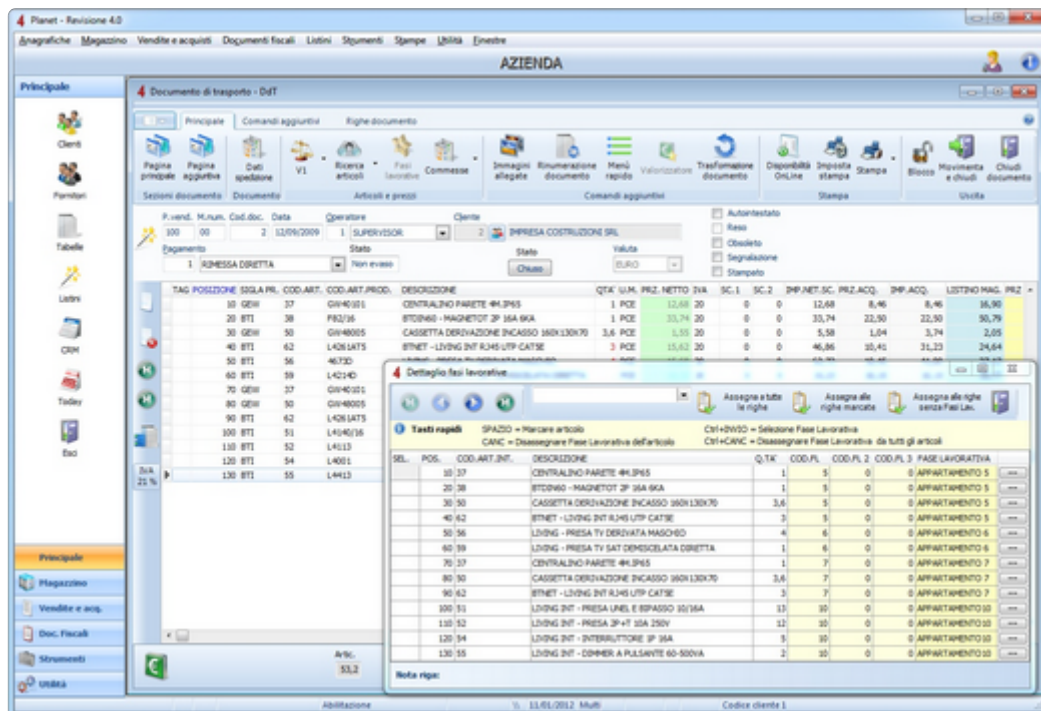 4 Planet - Revisione 4.0
Anagrafiche Magazzino Vendite e acquisti Documenti fiscali Listini Strumenti Stampe Utilità Finestre
AZIENDA
Principale
Clienti
Fornitori
Tabelle
Listini
CRM
Today
Esci
Principale
Magazzino
Vendite e acq.
Doc. Fiscali
Strumenti
Utilità
4 Documento di trasporto - DdT
Principale Comandi aggiuntivi Righe documento
Pagina principale
Pagina aggiuntiva
Dati spedizione
V1
Ricerca articoli
Fasi lavorative
Commesse
Immagini allegate
Rinumerazione documento
Menù rapido
Valorizzatore
Trasformazione documento
Disponibilità OnLine
Imposta stampa
Stampa
Blocco
Movimenta e chiudi
Chiudi documento
Sezioni documento Documento Articoli e prezzi Comandi aggiuntivi Stampa Uscita
P.vend. M.num. Cod.doc. Data Operatore Cliente
100 00 2 12/09/2009 1 SUPERVISOR 2 IMPRESA COSTRUZIONI SRL
Pagamento Stato Stato Valuta
1 RIMESSA DIRETTA Non evaso Chiuso EURO
Autointestato
Reso
Obsoleto
Segnalazione
Stampato
TAG POSIZIONE SIGLA PR. COD.ART. COD.ART.PROD. DESCRIZIONE QTA' U.M. PRZ. NETTO IVA SC.1 SC.2 IMP.NET.SC. PRZ.ACQ. IMP.ACQ. LISTINO MAG. PRZ
10 GEW 37 GW40101 CENTRALINO PARETE 4M.IP65 1 PCE 12,68 20 0 0 12,68 8,46 8,46 16,90
20 BTI 38 F82/16 BTDIN60 - MAGNETOT 2P 16A 6KA 1 PCE 33,74 20 0 0 33,74 22,50 22,50 50,79
30 GEW 50 GW48005 CASSETTA DERIVAZIONE INCASSO 160X130X70 3,6 PCE 1,55 20 0 0 5,58 1,04 3,74 2,05
40 BTI 62 L4261AT5 BTNET - LIVING INT RJ45 UTP CAT5E 3 PCE 15,62 20 0 0 46,86 10,41 31,23 24,64
50 BTI 56 4673D
60 BTI 59 L4214D
70 GEW 37 GW40101
80 GEW 50 GW48005
90 BTI 62 L4261AT5
100 BTI 51 L4140/16
110 BTI 52 L4113
120 BTI 54 L4001
130 BTI 55 L4413
IVA
21 %
Artic.
53,2
4 Dettaglio fasi lavorative
Assegna a tutte le righe
Assegna alle righe marcate
Assegna alle righe senza Fasi Lav.
Tasti rapidi SPAZIO = Marcare articolo Ctrl+INVIO = Selezione Fase Lavorativa
CANC = Disassegnare Fase Lavorativa dell'articolo Ctrl+CANC = Disassegnare Fase Lavorativa da tutti gli articoli
SEL. POS. COD.ART.INT. DESCRIZIONE Q.TA' COD.FL COD.FL 2 COD.FL 3 FASE LAVORATIVA
10 37 CENTRALINO PARETE 4M.IP65 1 5 0 0 APPARTAMENTO 5
20 38 BTDIN60 - MAGNETOT 2P 16A 6KA 1 5 0 0 APPARTAMENTO 5
30 50 CASSETTA DERIVAZIONE INCASSO 160X130X70 3,6 5 0 0 APPARTAMENTO 5
40 62 BTNET - LIVING INT RJ45 UTP CAT5E 3 5 0 0 APPARTAMENTO 5
50 56 LIVING - PRESA TV DERIVATA MASCHIO 4 6 0 0 APPARTAMENTO 6
60 59 LIVING - PRESA TV SAT DEMISCELATA DIRETTA 1 6 0 0 APPARTAMENTO 6
70 37 CENTRALINO PARETE 4M.IP65 1 7 0 0 APPARTAMENTO 7
80 50 CASSETTA DERIVAZIONE INCASSO 160X130X70 3,6 7 0 0 APPARTAMENTO 7
90 62 BTNET - LIVING INT RJ45 UTP CAT5E 3 7 0 0 APPARTAMENTO 7
100 51 LIVING INT - PRESA UNEL E BIPASSO 10/16A 13 10 0 0 APPARTAMENTO10
110 52 LIVING INT - PRESA 2P+T 10A 250V 12 10 0 0 APPARTAMENTO10
120 54 LIVING INT - INTERRUTTORE 1P 16A 5 10 0 0 APPARTAMENTO10
130 55 LIVING INT - DIMMER A PULSANTE 60-500VA 2 10 0 0 APPARTAMENTO10
Nota riga:
Abilitazione 11/01/2012 Multi Codice cliente 1